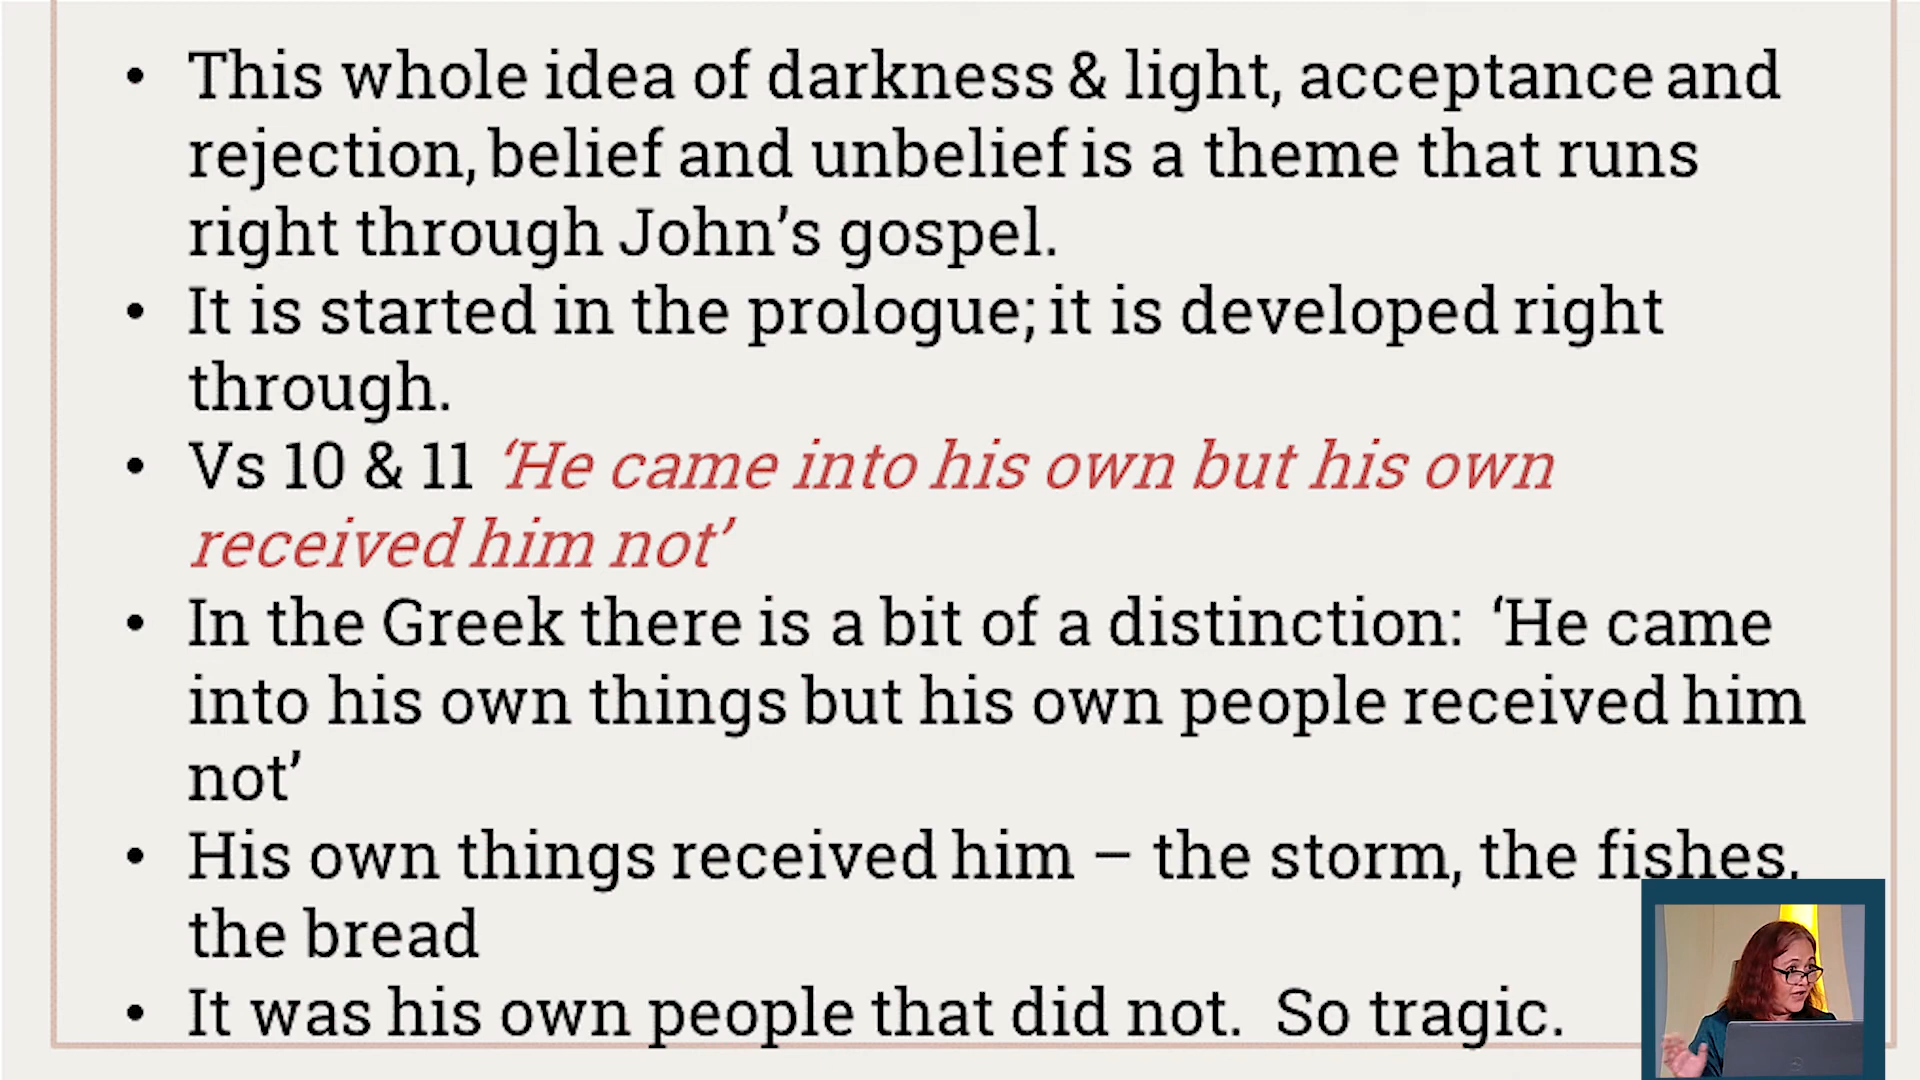 • This whole idea of darkness & light, acceptance and
rejection, belief and unbelief is a theme that runs
right through John’s gospel.
• It is started in the prologue; it is developed right
through.
• Vs 10 & 11 ‘He came into his own but his own
received him not’
• In the Greek there is a bit of a distinction: ‘He came
into his own things but his own people received him
not’
• His own things received him – the storm, the fishes,
the bread
• It was his own people that did not. So tragic.